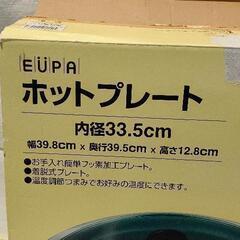 EUPA
ホットプレート
内径33.5cm
幅39.8cm x 奥行39.5cm x 高さ12.8cm
●お手入れ簡単フッ素加工プレート。
●着脱式プレート。
●温度調節つまみでお好みの温度にできます。